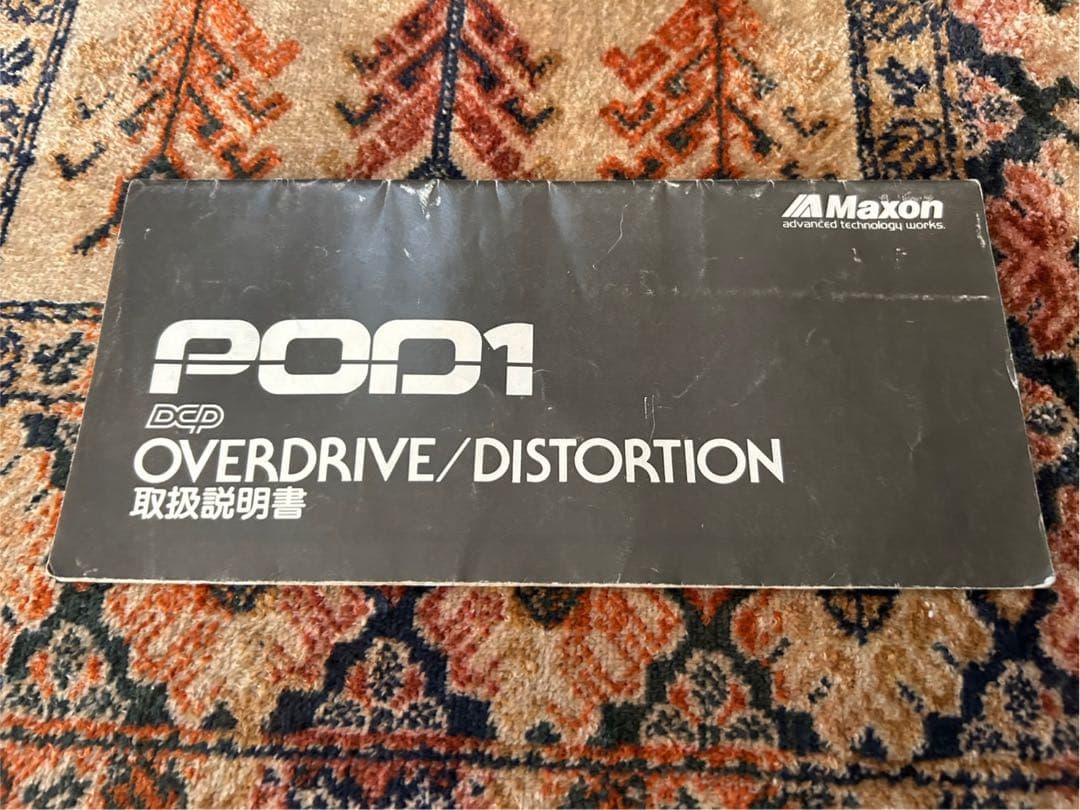 Maxon
advanced technology works.
POD1
DCP
OVERDRIVE/DISTORTION
取扱説明書